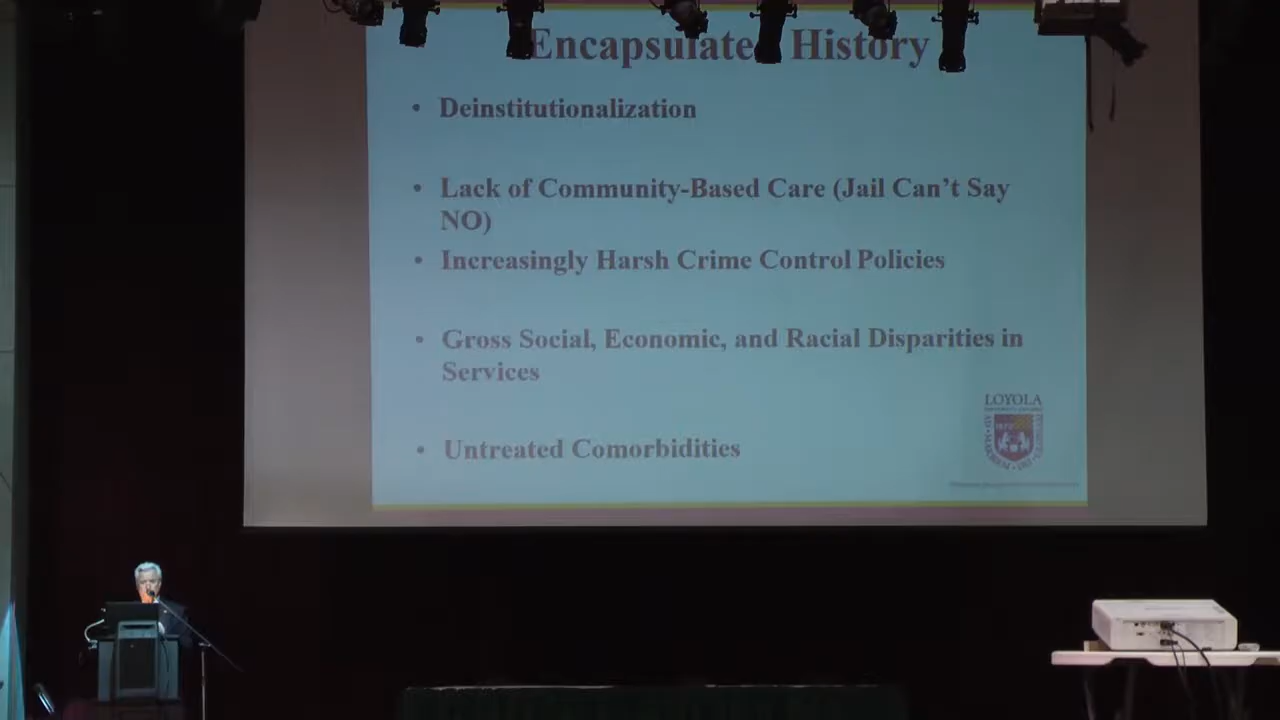 Encapsulate History
• Deinstitutionalization
• Lack of Community-Based Care (Jail Can't Say
NO)
• Increasingly Harsh Crime Control Policies
• Gross Social, Economic, and Racial Disparities in
Services
• Untreated Comorbidities
LOYOLA